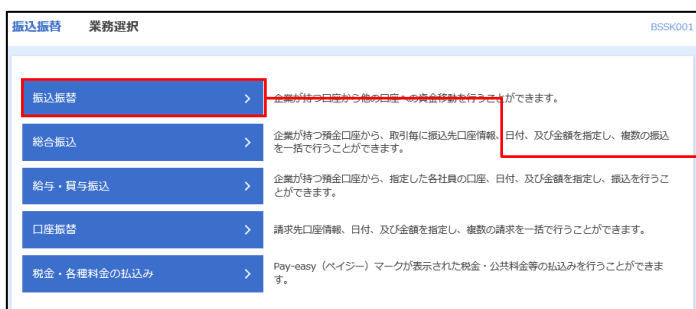 振込振替 業務選択 BSSK001
振込振替 企業が持つ口座から他の口座への資金移動を行うことができます。
総合振込 企業が持つ預金口座から、取引毎に振込先口座情報、日付、及び金額を指定し、複数の振込
を一括で行うことができます。
給与・賞与振込 企業が持つ預金口座から、指定した各社員の口座、日付、及び金額を指定し、振込を行うこ
とができます。
口座振替 請求先口座情報、日付、及び金額を指定し、複数の請求を一括で行うことができます。
税金・各種料金の払込み Pay-easy（ペイジー）マークが表示された税金・公共料金等の払込みを行うことができま
す。